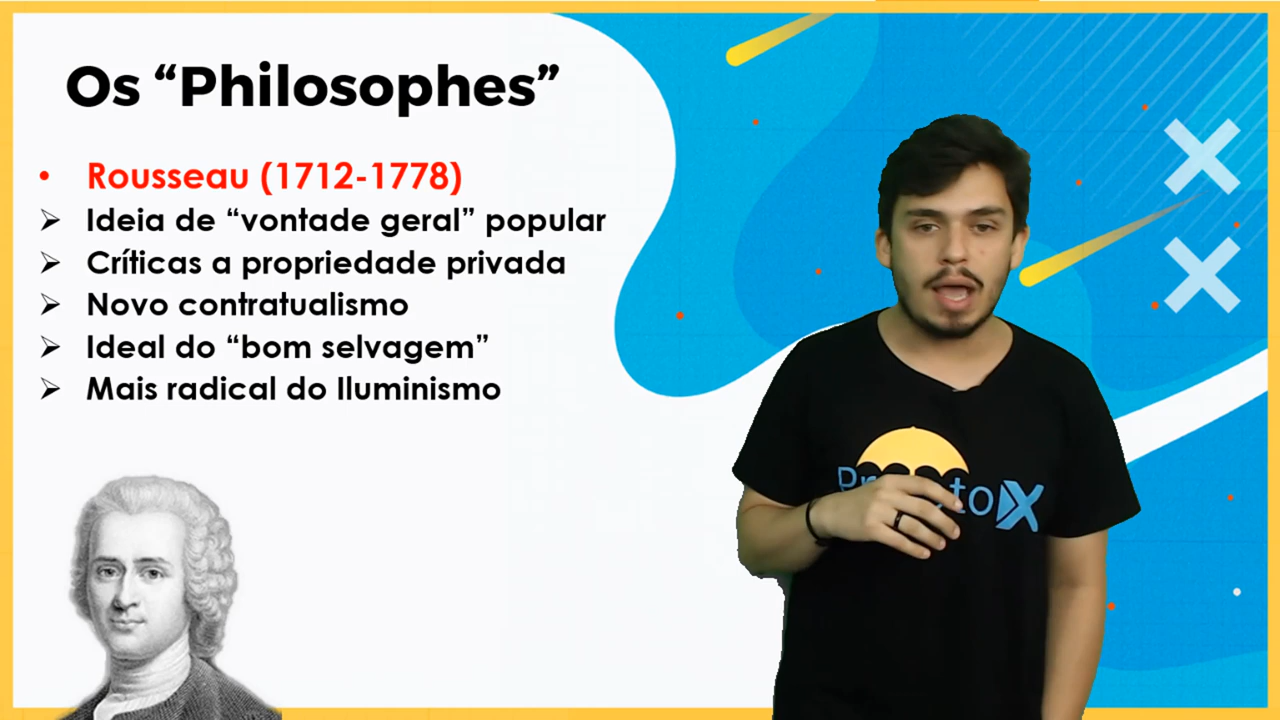 Os “Philosophes”
• Rousseau (1712-1778)
➢ Ideia de “vontade geral” popular
➢ Críticas a propriedade privada
➢ Novo contratualismo
➢ Ideal do “bom selvagem”
➢ Mais radical do Iluminismo